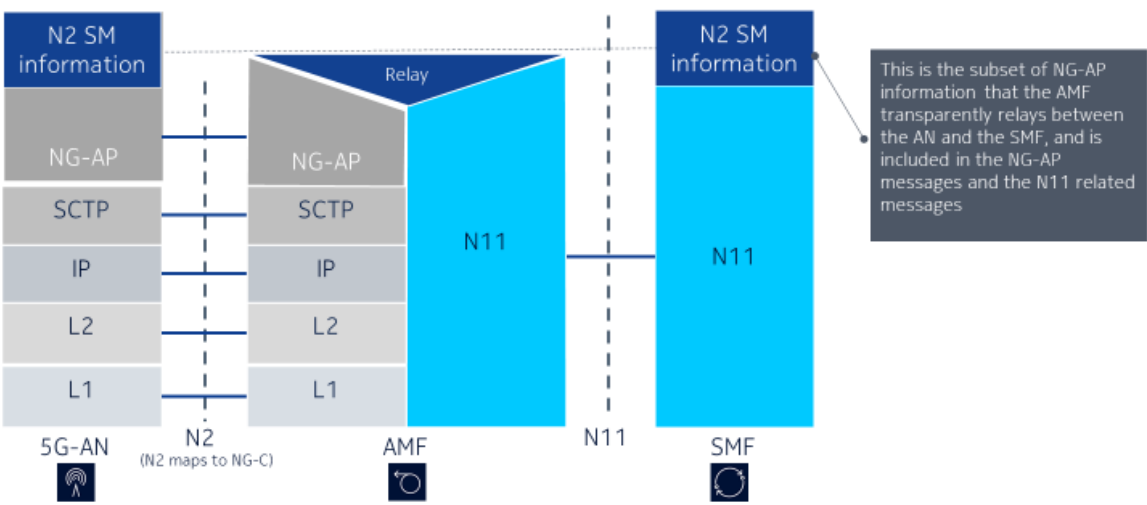 N2 SM
information
Relay
N2 SM
information
This is the subset of NG-AP
information that the AMF
transparently relays between
the AN and the SMF, and is
included in the NG-AP
messages and the N11 related
messages
NG-AP
NG-AP
SCTP
SCTP
N11
N11
IP
IP
L2
L2
L1
L1
5G-AN
N2
(N2 maps to NG-C)
AMF
N11
SMF